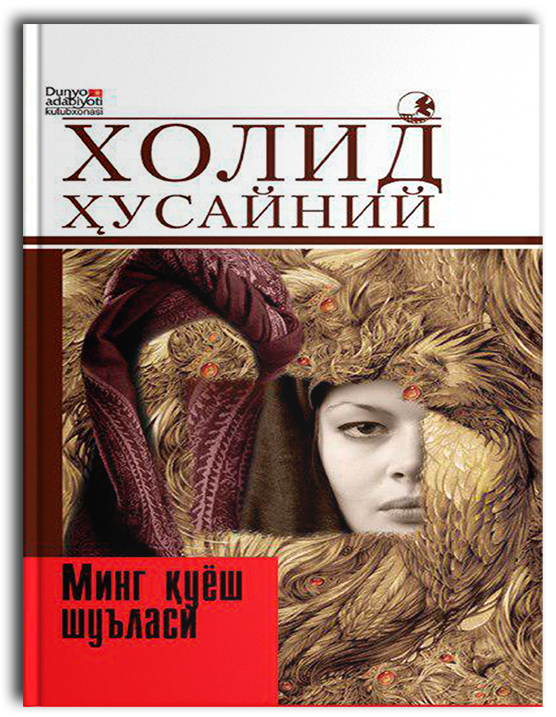 Dunyo
adabiyoti
kutubxonasi
ХОЛИД
ҲУСАЙНИЙ
Минг қуёш
шуъласи